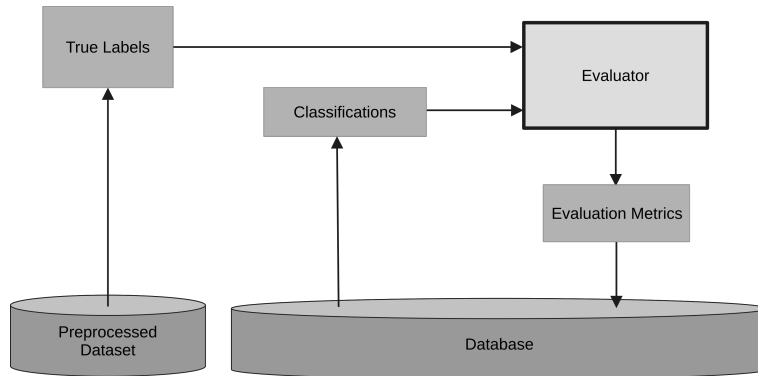 True Labels
Evaluator
Classifications
Evaluation Metrics
Preprocessed
Dataset
Database